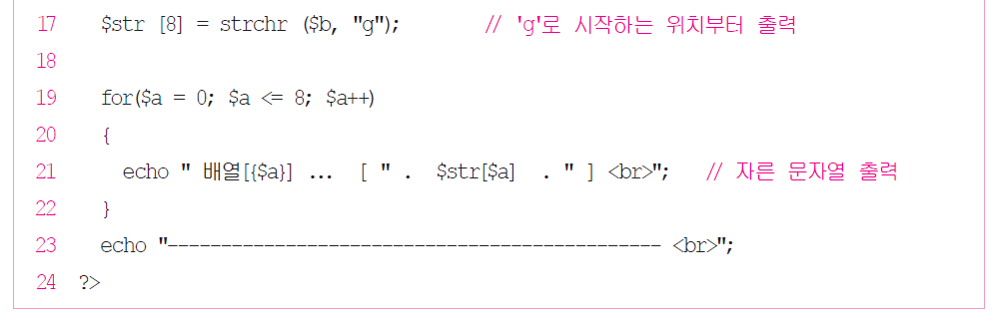 17 $str [8] = strchr ($b, "g"); // 'g'로 시작하는 위치부터 출력
18
19 for($a = 0; $a <= 8; $a++)
20 {
21 echo " 배열[{$a}] ... [ " . $str[$a] . " ] <br>"; // 자른 문자열 출력
22 }
23 echo "----------------------------------------------- <br>";
24 ?>